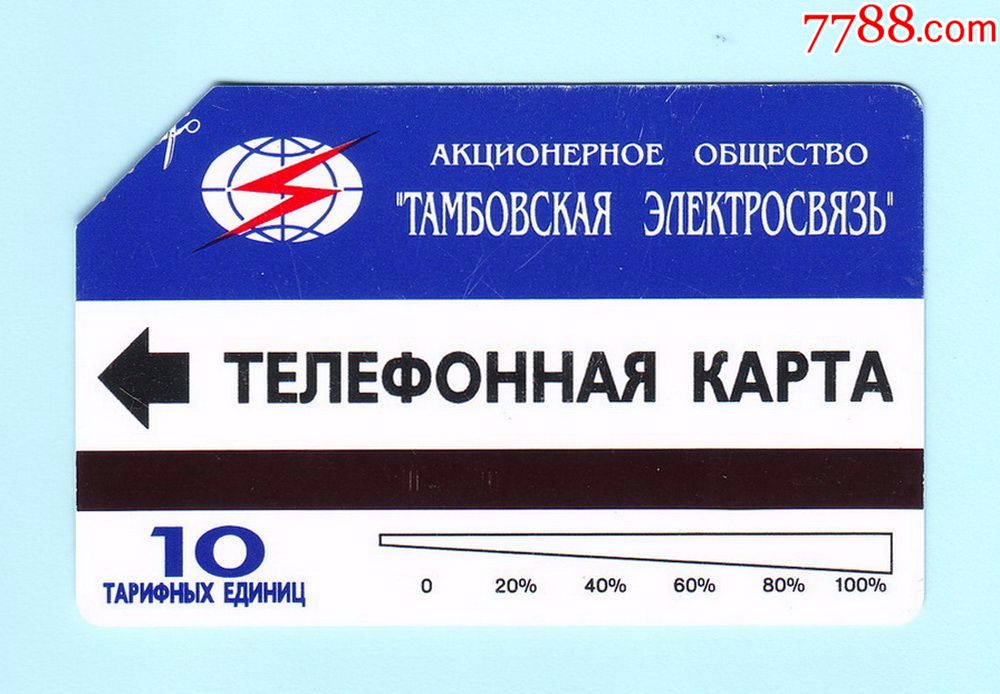 7788.com
АКЦИОНЕРНОЕ ОБЩЕСТВО
"ТАМБОВСКАЯ ЭЛЕКТРОСВЯЗЬ"
ТЕЛЕФОННАЯ КАРТА
10
ТАРИФНЫХ ЕДИНИЦ
0 20% 40% 60% 80% 100%